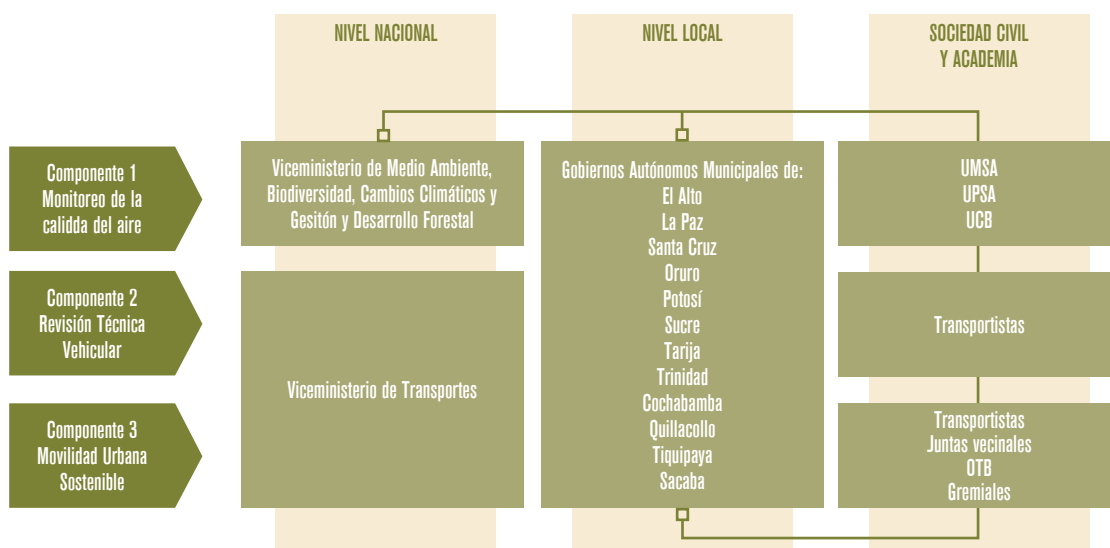 NIVEL NACIONAL
NIVEL LOCAL
SOCIEDAD CIVIL
Y ACADEMIA
Componente 1
Monitoreo de la
calidda del aire
Viceministerio de Medio Ambiente,
Biodiversidad, Cambios Climáticos y
Gesitón y Desarrollo Forestal
Gobiernos Autónomos Municipales de:
El Alto
La Paz
Santa Cruz
Oruro
Potosí
Sucre
Tarija
Trinidad
Cochabamba
Quillacollo
Tiquipaya
Sacaba
UMSA
UPSA
UCB
Componente 2
Revisión Técnica
Vehicular
Viceministerio de Transportes
Transportistas
Componente 3
Movilidad Urbana
Sostenible
Transportistas
Juntas vecinales
OTB
Gremiales